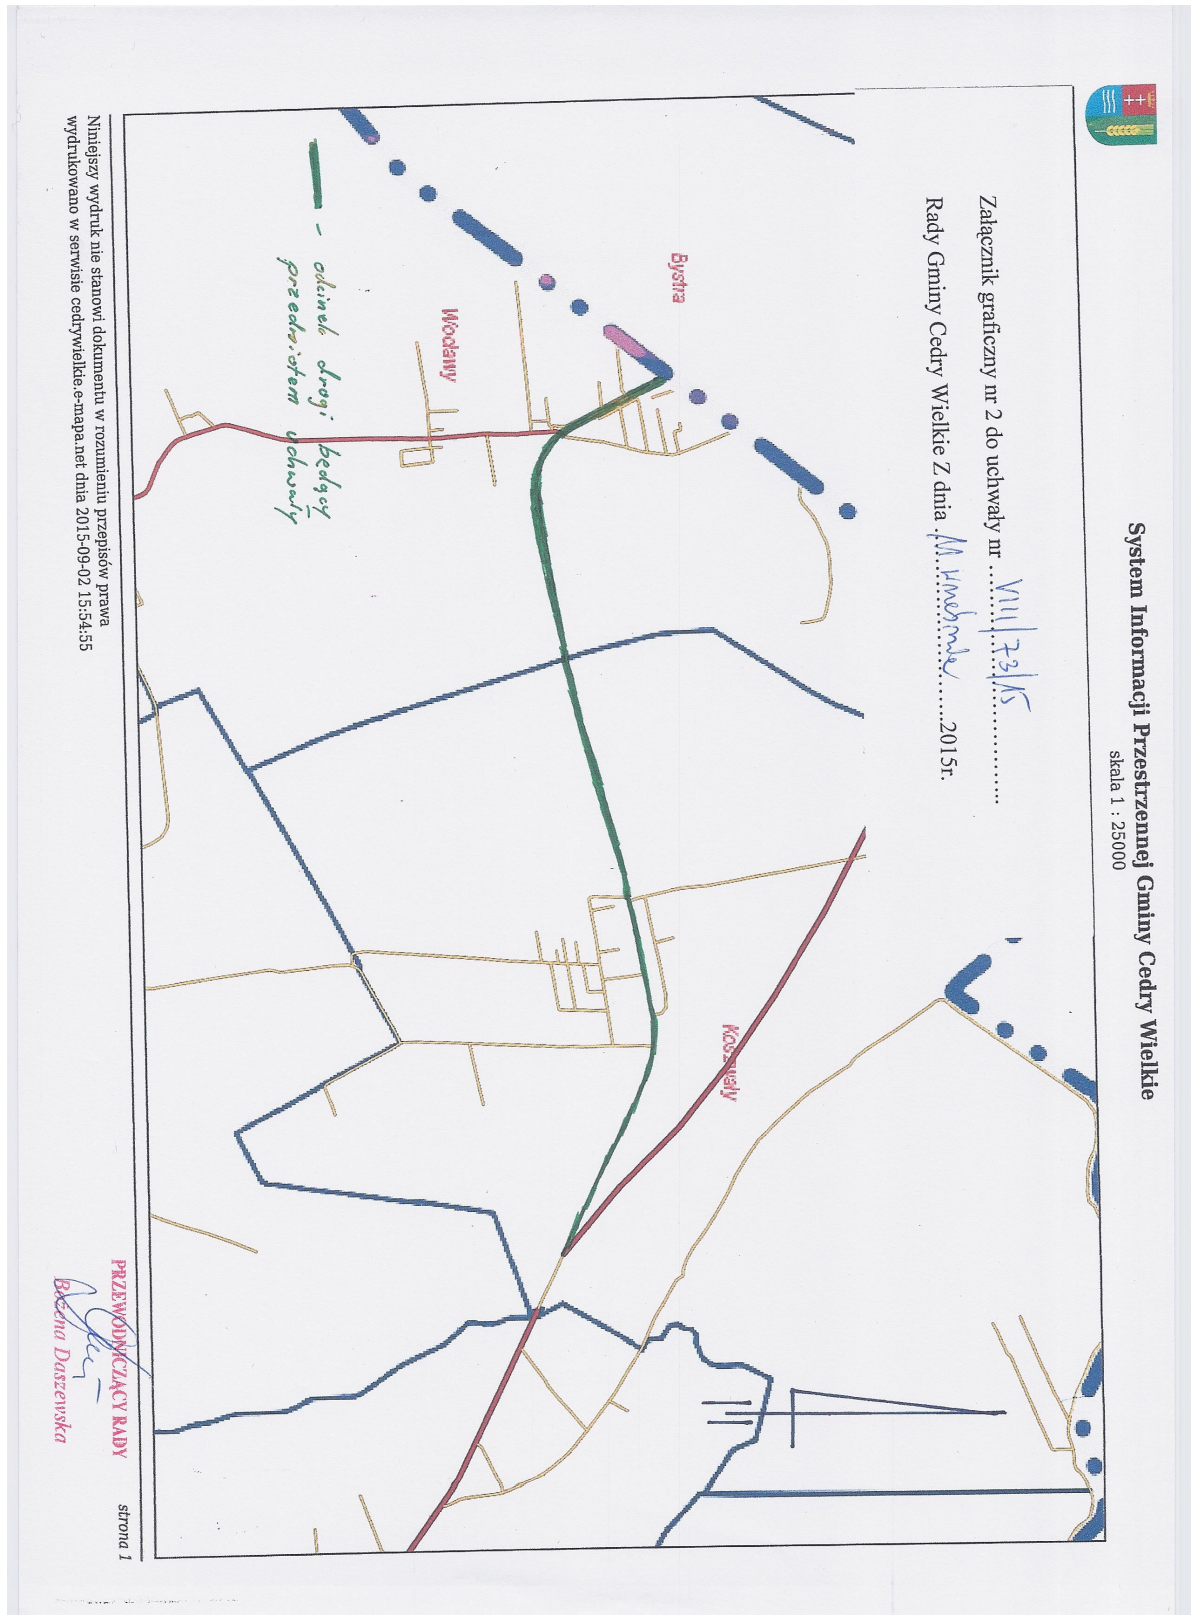 System Informacji Przestrzennej Gminy Cedry Wielkie
skala 1 : 25000
Załącznik graficzny nr 2 do uchwały nr ...VIII/73/15...............
Rady Gminy Cedry Wielkie Z dnia .11 września..........2015r.
Bystra
Wocławy
Koszwały
N
– odcinek drogi będący
przedmiotem uchwały
PRZEWODNICZĄCY RADY
Bożena Daszewska
Niniejszy wydruk nie stanowi dokumentu w rozumieniu przepisów prawa
wydrukowano w serwisie cedrywielkie.e-mapa.net dnia 2015-09-02 15:54:55
strona 1